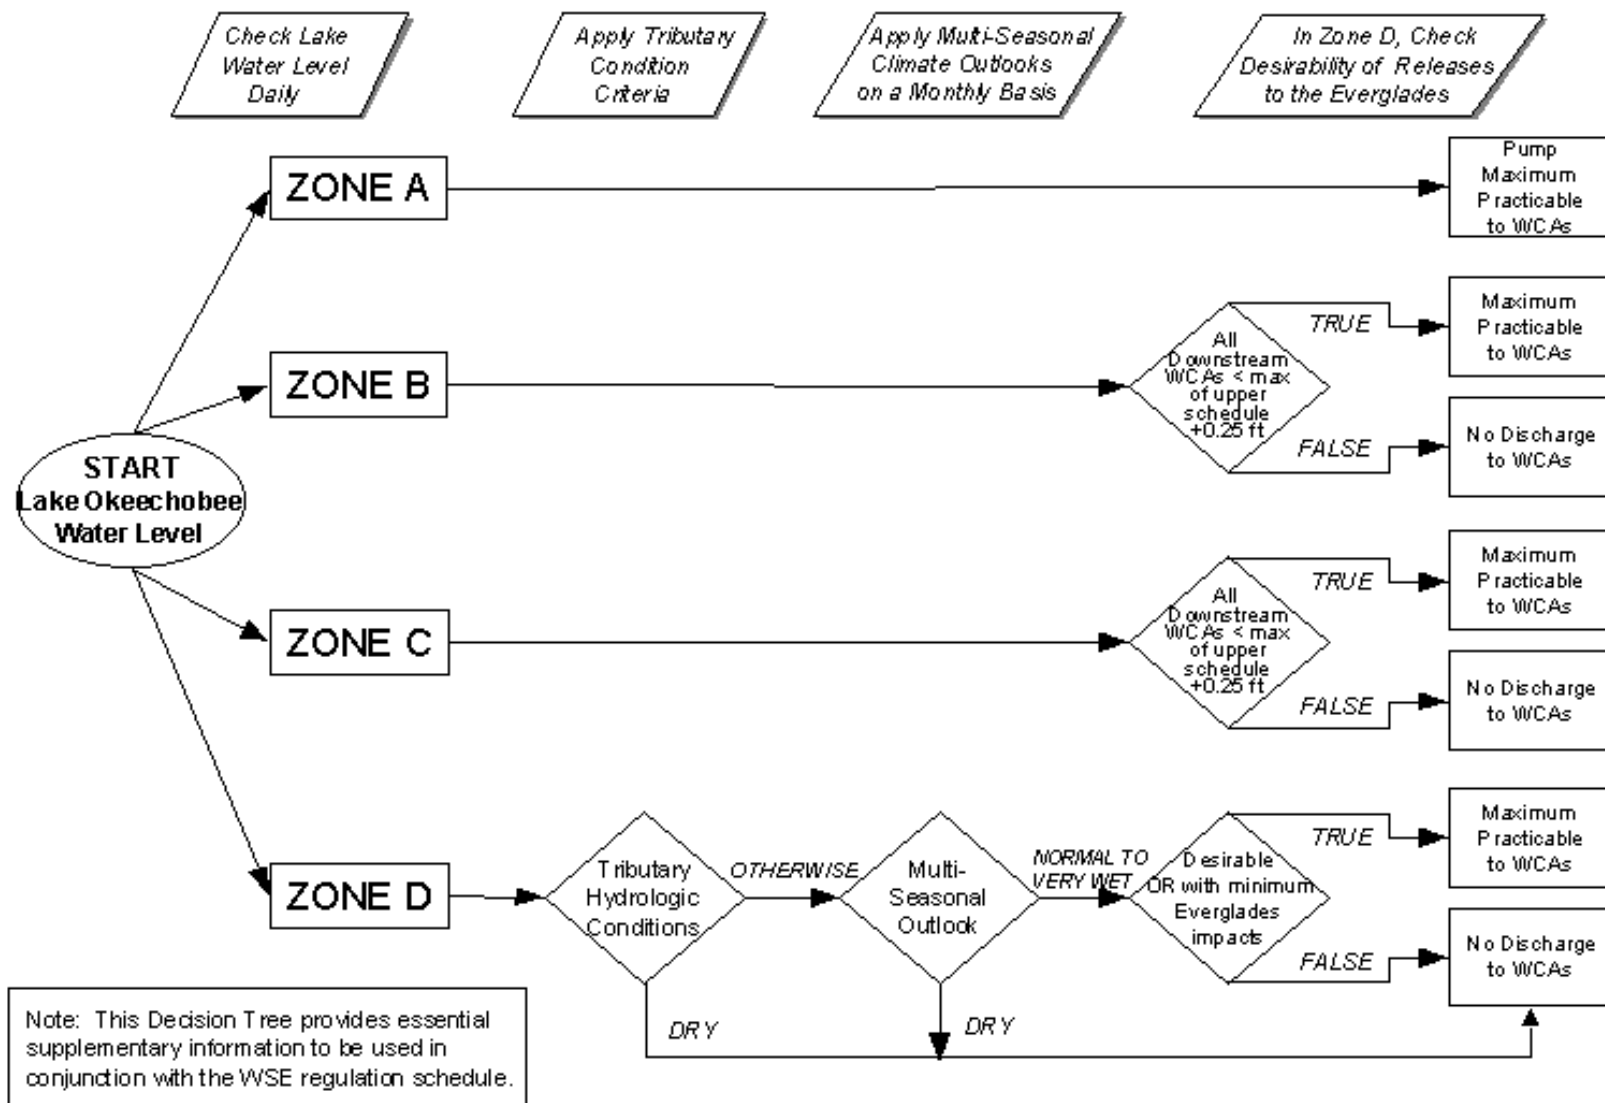 Check Lake
Water Level
Daily
Apply Tributary
Condition
Criteria
Apply Multi-Seasonal
Climate Outlooks
on a Monthly Basis
In Zone D, Check
Desirability of Releases
to the Everglades
ZONE A
Pump
Maximum
Practicable
to WCAs
ZONE B
All
Downstream
WCAs < max
of upper
schedule
+0.25 ft
TRUE
Maximum
Practicable
to WCAs
FALSE
No Discharge
to WCAs
START
Lake Okeechobee
Water Level
ZONE C
All
Downstream
WCAs < max
of upper
schedule
+0.25 ft
TRUE
Maximum
Practicable
to WCAs
FALSE
No Discharge
to WCAs
ZONE D
Tributary
Hydrologic
Conditions
OTHERWISE
Multi-
Seasonal
Outlook
NORMAL TO
VERY WET
Desirable
OR with minimum
Everglades
impacts
TRUE
Maximum
Practicable
to WCAs
FALSE
No Discharge
to WCAs
DRY
DRY
Note: This Decision Tree provides essential
supplementary information to be used in
conjunction with the WSE regulation schedule.